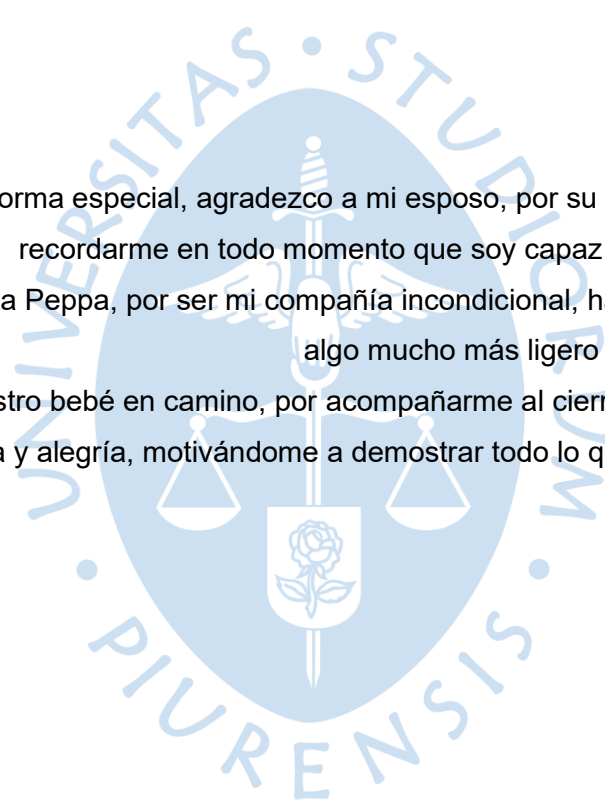 UNIVERSITAS • STUDIORUM • PIURENSIS •
orma especial, agradezco a mi esposo, por su
recordarme en todo momento que soy capaz
a Peppa, por ser mi compañía incondicional, ha
algo mucho más ligero
stro bebé en camino, por acompañarme al cierr
a y alegría, motivándome a demostrar todo lo q